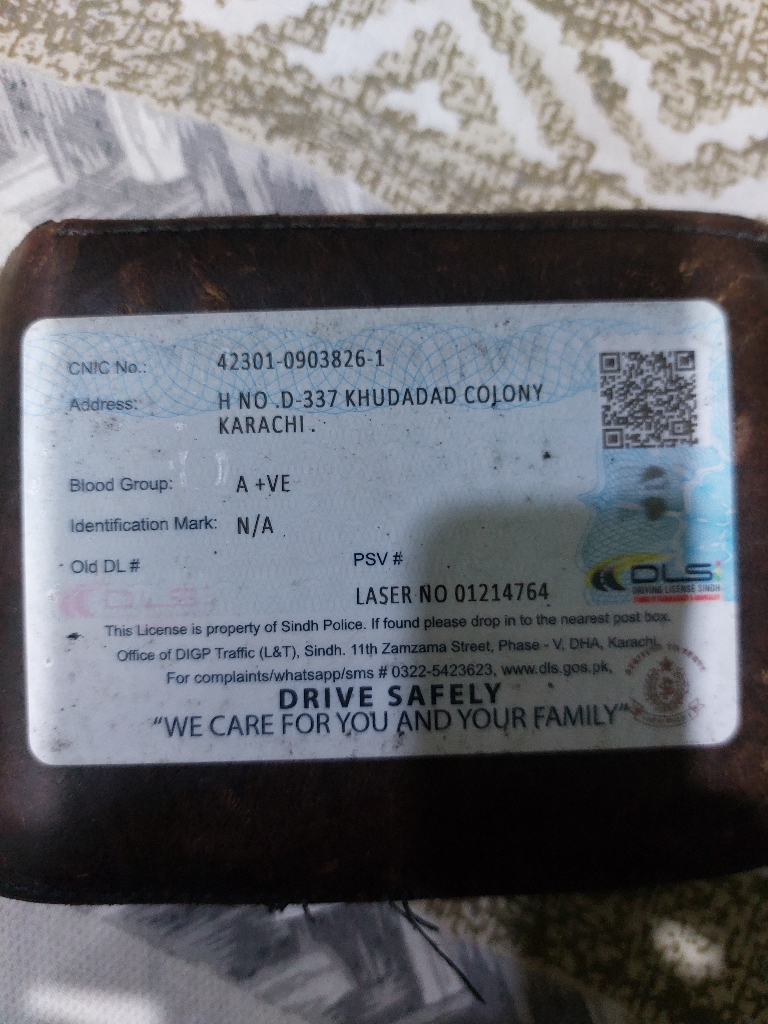 CNIC No.: 42301-0903826-1
Address: H NO .D-337 KHUDADAD COLONY
KARACHI .
Blood Group: A +VE
Identification Mark: N/A
Old DL # PSV #
LASER NO 01214764
DLS
DRIVING LICENSE SINDH
DLS
This License is property of Sindh Police. If found please drop in to the nearest post box.
Office of DIGP Traffic (L&T), Sindh. 11th Zamzama Street, Phase - V, DHA, Karachi.
For complaints/whatsapp/sms # 0322-5423623, www.dls.gos.pk,
DRIVE SAFELY
“WE CARE FOR YOU AND YOUR FAMILY”